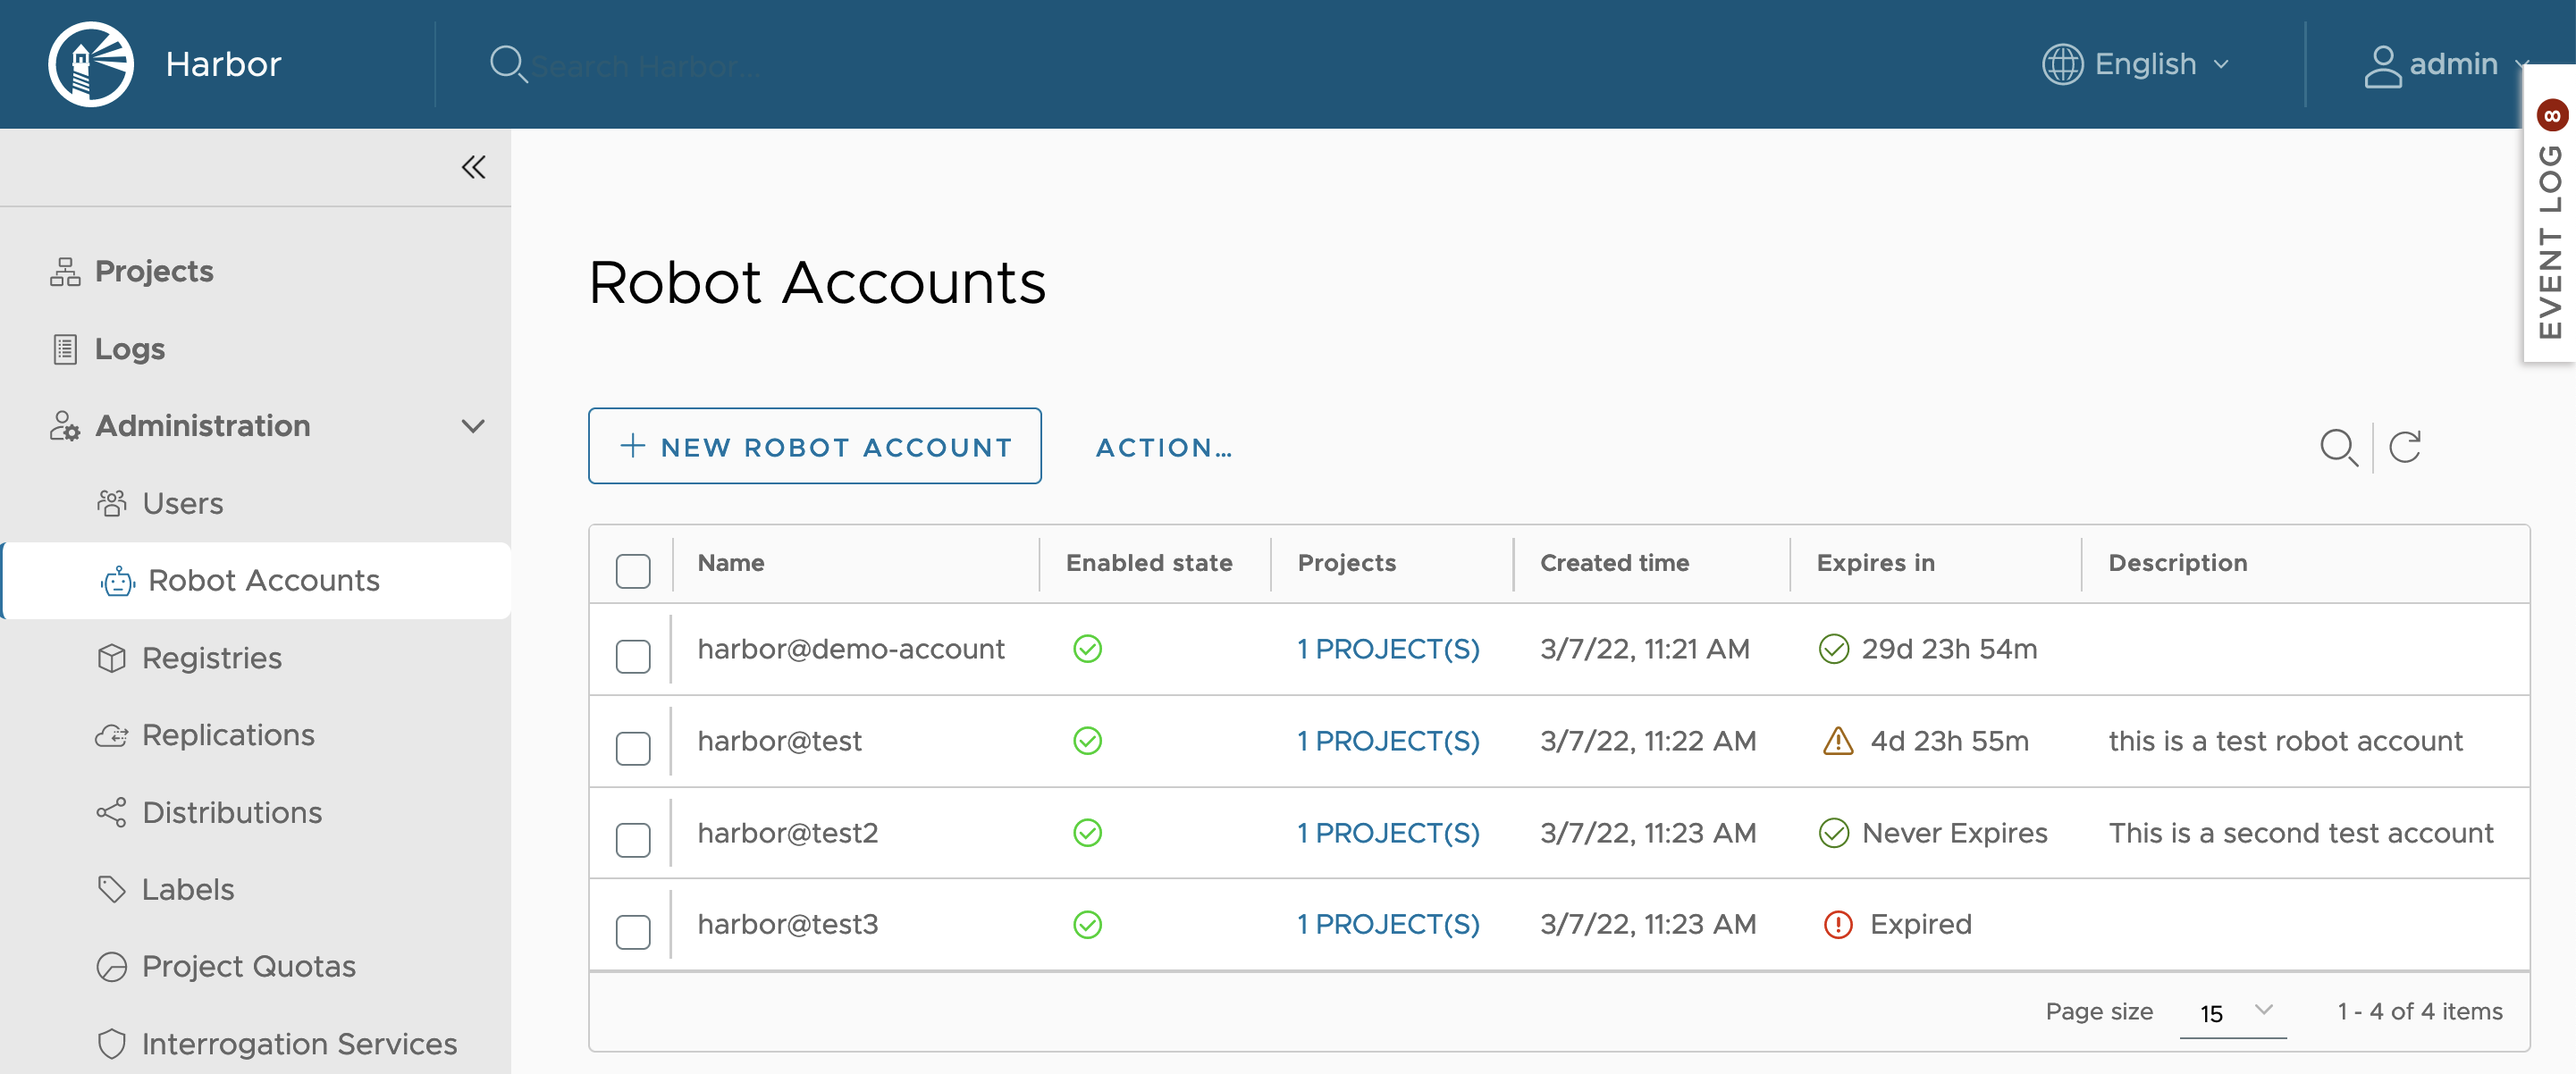 Harbor
Search Harbor...
English
admin
EVENT LOG 8
Projects
Logs
Administration
Users
Robot Accounts
Registries
Replications
Distributions
Labels
Project Quotas
Interrogation Services
Robot Accounts
+ NEW ROBOT ACCOUNT ACTION...
Name Enabled state Projects Created time Expires in Description
harbor@demo-account 1 PROJECT(S) 3/7/22, 11:21 AM 29d 23h 54m
harbor@test 1 PROJECT(S) 3/7/22, 11:22 AM 4d 23h 55m this is a test robot account
harbor@test2 1 PROJECT(S) 3/7/22, 11:23 AM Never Expires This is a second test account
harbor@test3 1 PROJECT(S) 3/7/22, 11:23 AM Expired
Page size 15 1 - 4 of 4 items